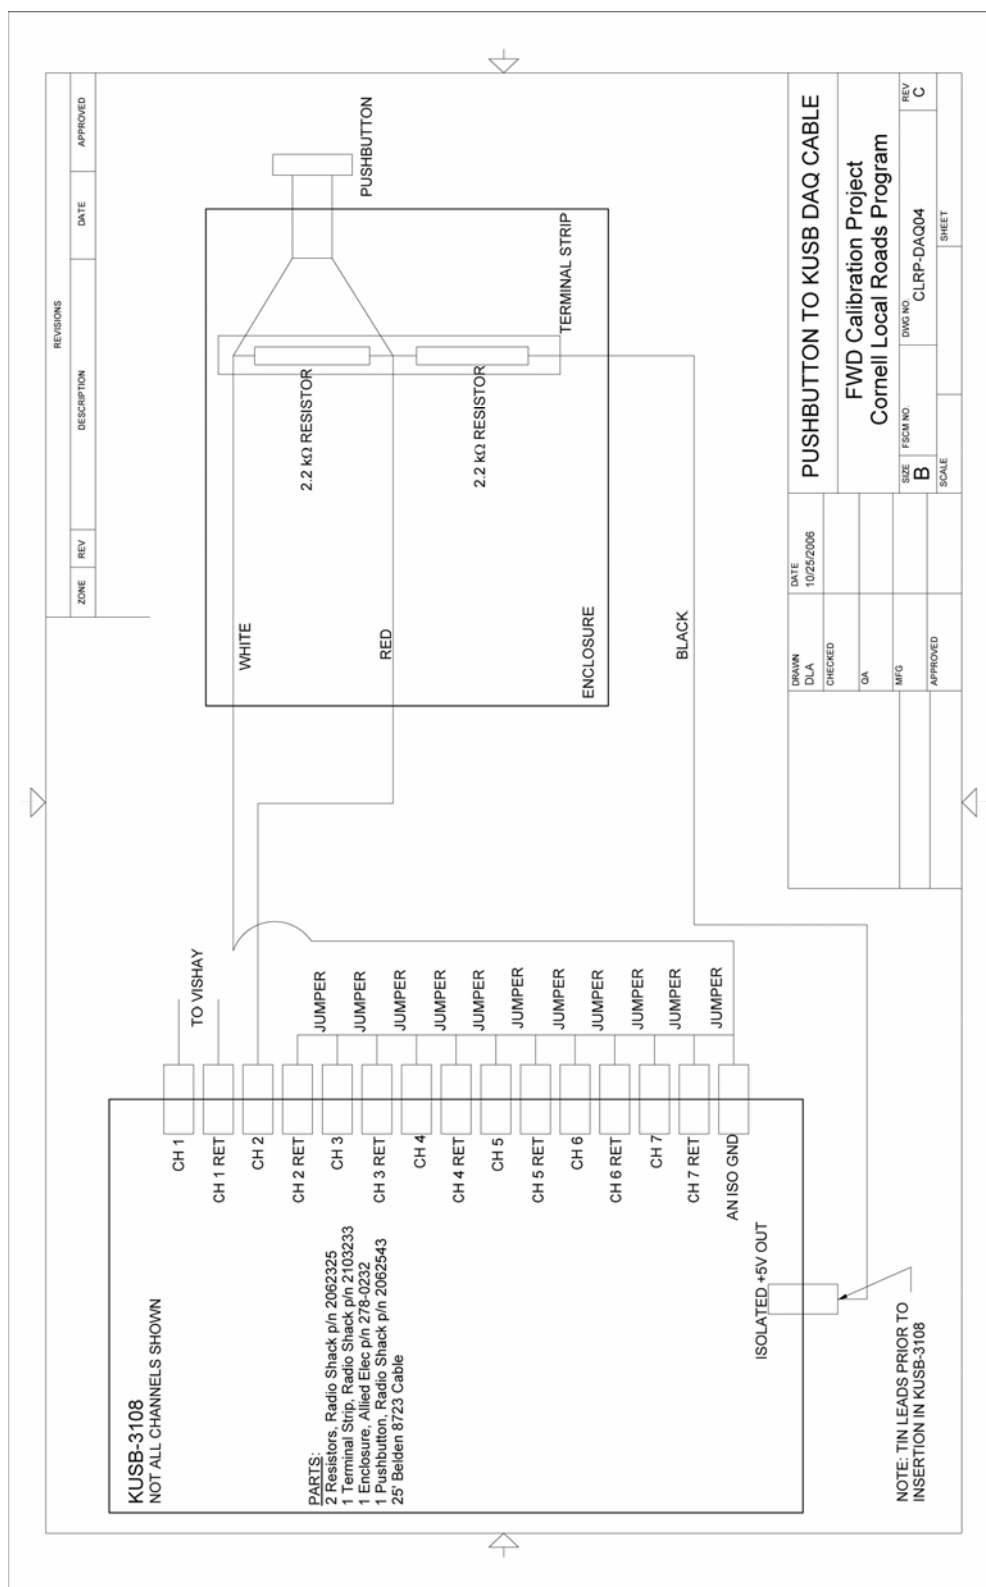 REVISIONS
ZONE
REV
DESCRIPTION
DATE
APPROVED
KUSB-3108
NOT ALL CHANNELS SHOWN
PARTS:
2 Resistors, Radio Shack p/n 2062325
1 Terminal Strip, Radio Shack p/n 2103233
1 Enclosure, Allied Elec p/n 278-0232
1 Pushbutton, Radio Shack p/n 2062543
25' Belden 8723 Cable
CH 1
CH 1 RET
CH 2
CH 2 RET
CH 3
CH 3 RET
CH 4
CH 4 RET
CH 5
CH 5 RET
CH 6
CH 6 RET
CH 7
CH 7 RET
AN ISO GND
ISOLATED +5V OUT
TO VISHAY
JUMPER
JUMPER
JUMPER
JUMPER
JUMPER
JUMPER
JUMPER
JUMPER
JUMPER
JUMPER
JUMPER
WHITE
RED
BLACK
ENCLOSURE
2.2 kΩ RESISTOR
2.2 kΩ RESISTOR
TERMINAL STRIP
PUSHBUTTON
NOTE: TIN LEADS PRIOR TO
INSERTION IN KUSB-3108
DRAWN
DLA
DATE
10/25/2006
CHECKED
QA
MFG
APPROVED
PUSHBUTTON TO KUSB DAQ CABLE
FWD Calibration Project
Cornell Local Roads Program
SIZE
B
FSCM NO.
DWG NO.
CLRP-DAQ04
REV
C
SCALE
SHEET